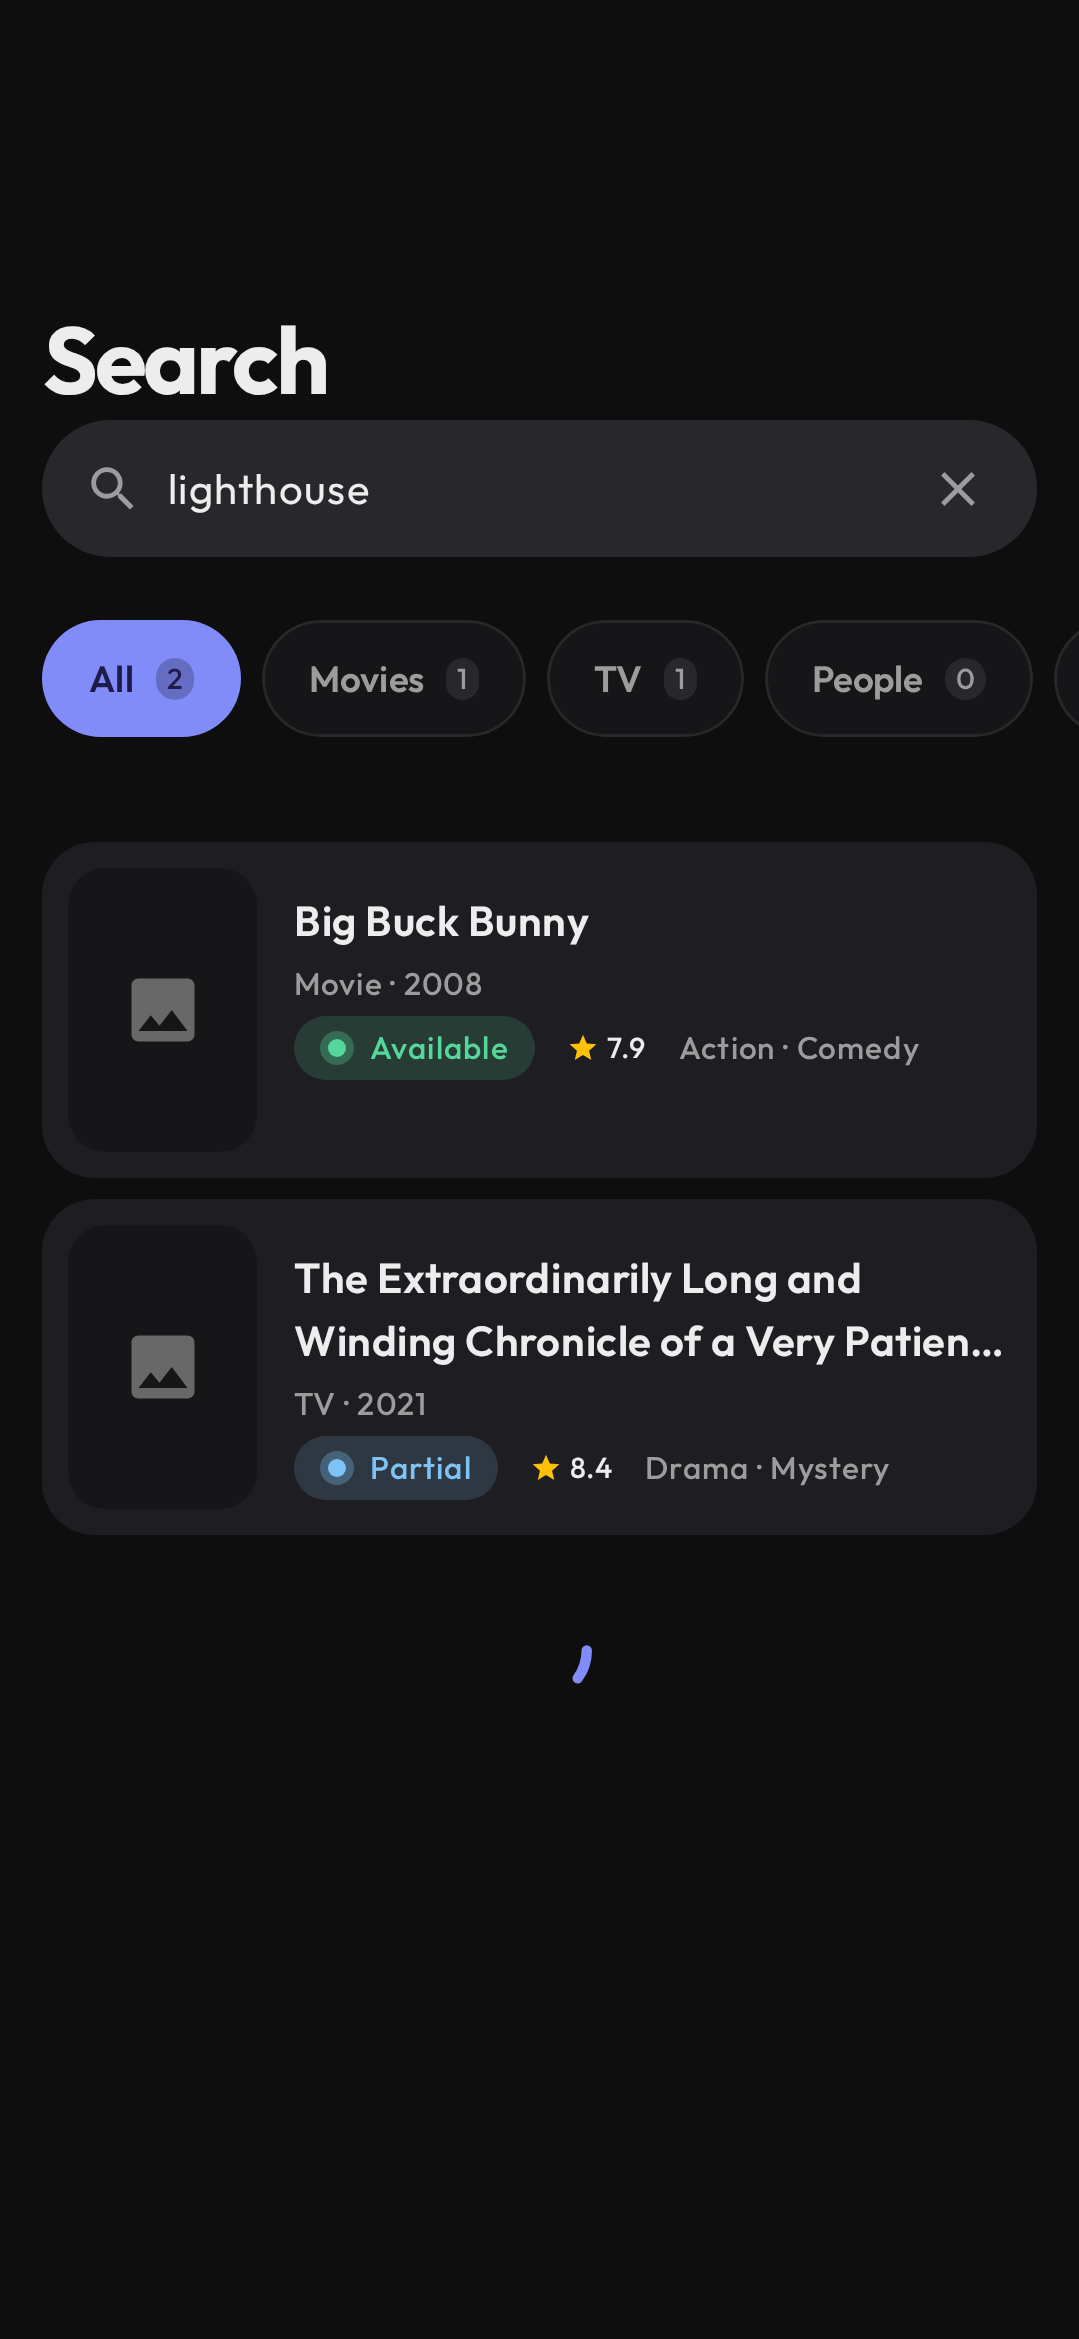 Search
lighthouse
All 2 Movies 1 TV 1 People 0
Big Buck Bunny
Movie · 2008
Available 7.9 Action · Comedy
The Extraordinarily Long and
Winding Chronicle of a Very Patien...
TV · 2021
Partial 8.4 Drama · Mystery